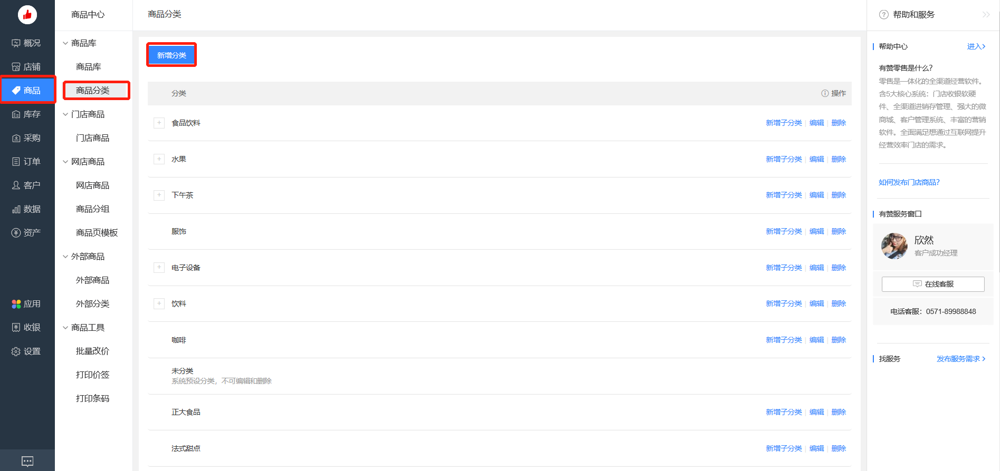 概况
店铺
商品
库存
采购
订单
客户
数据
资产
应用
收银
设置
商品中心
商品库
商品库
商品分类
门店商品
门店商品
网店商品
网店商品
商品分组
商品页模板
外部商品
外部商品
外部分类
商品工具
批量改价
打印价签
打印条码
商品分类
新增分类
分类 操作
食品饮料 新增子分类 编辑 删除
水果 新增子分类 编辑 删除
下午茶 新增子分类 编辑 删除
服饰 新增子分类 编辑 删除
电子设备 新增子分类 编辑 删除
饮料 新增子分类 编辑 删除
咖啡 新增子分类 编辑 删除
未分类
系统预设分类，不可编辑和删除
正大食品 新增子分类 编辑 删除
法式甜点 新增子分类 编辑 删除
帮助和服务
帮助中心 进入
有赞零售是什么？
零售是一体化的全渠道经营软件。
含5大核心系统：门店收银软硬
件、全渠道进销存管理、强大的微
商城、客户管理系统、丰富的营销
软件。全面满足想通过互联网提升
经营效率门店的需求。
如何发布门店商品？
有赞服务窗口
欣然
客户成功经理
在线客服
电话客服：0571-89988848
找服务 发布服务需求